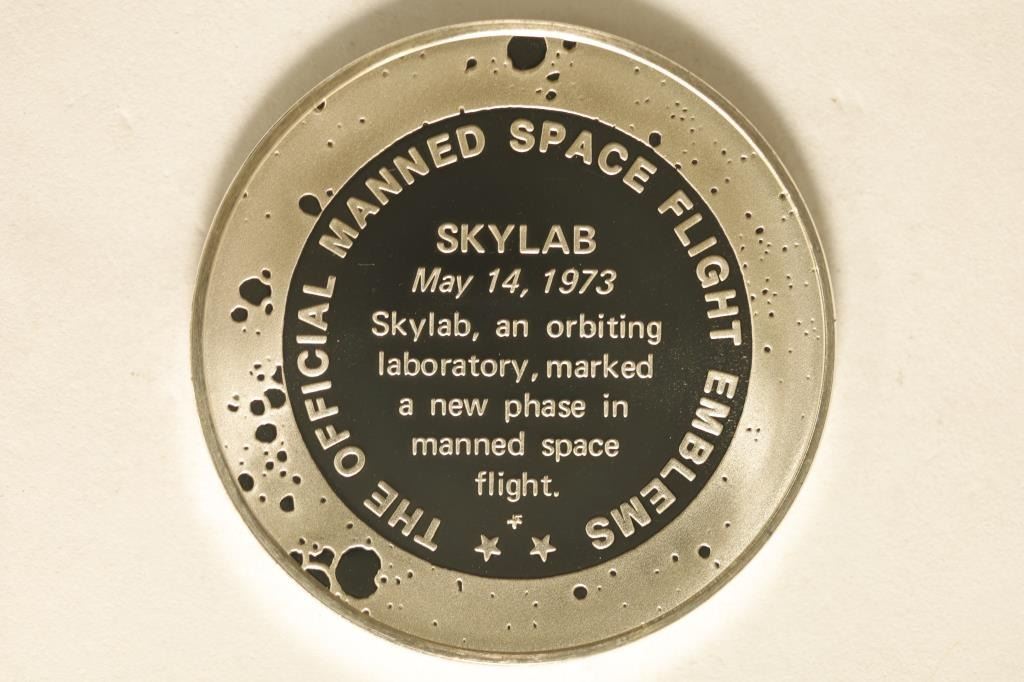 THE OFFICIAL MANNED SPACE FLIGHT EMBLEMS
SKYLAB
May 14, 1973
Skylab, an orbiting
laboratory, marked
a new phase in
manned space
flight.